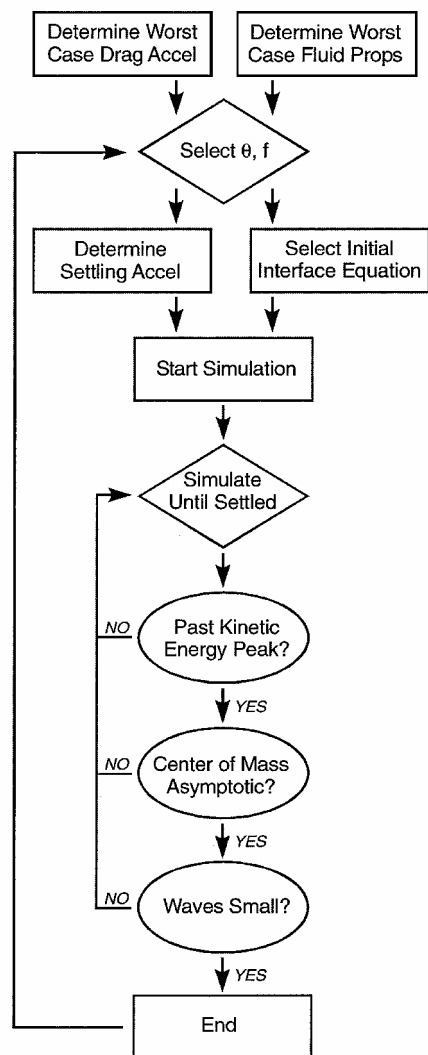 Determine Worst
Case Drag Accel
Determine Worst
Case Fluid Props
Select θ, f
Determine
Settling Accel
Select Initial
Interface Equation
Start Simulation
Simulate
Until Settled
NO
Past Kinetic
Energy Peak?
YES
NO
Center of Mass
Asymptotic?
YES
NO
Waves Small?
YES
End